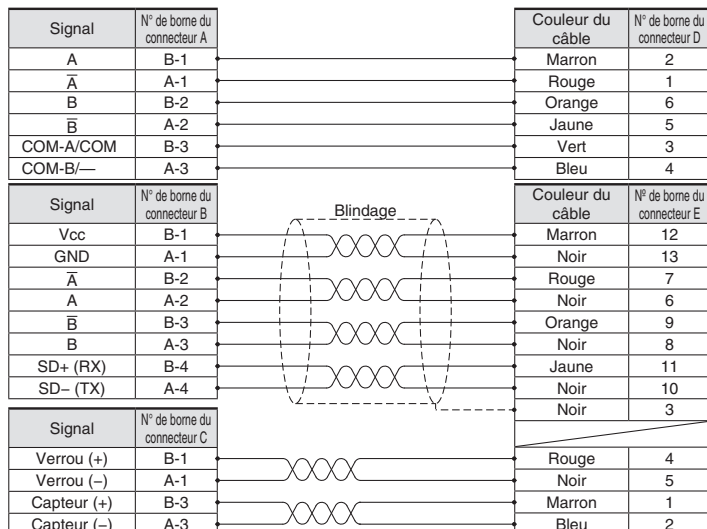 Signal N° de borne du connecteur A Couleur du câble N° de borne du connecteur D
A B-1 Marron 2
A̅ A-1 Rouge 1
B B-2 Orange 6
B̅ A-2 Jaune 5
COM-A/COM B-3 Vert 3
COM-B/— A-3 Bleu 4
Signal N° de borne du connecteur B Blindage Couleur du câble Nº de borne du connecteur E
Vcc B-1 Marron 12
GND A-1 Noir 13
A̅ B-2 Rouge 7
A A-2 Noir 6
B̅ B-3 Orange 9
B A-3 Noir 8
SD+ (RX) B-4 Jaune 11
SD− (TX) A-4 Noir 10
Noir 3
Signal N° de borne du connecteur C
Verrou (+) B-1 Rouge 4
Verrou (−) A-1 Noir 5
Capteur (+) B-3 Marron 1
Capteur (−) A-3 Bleu 2